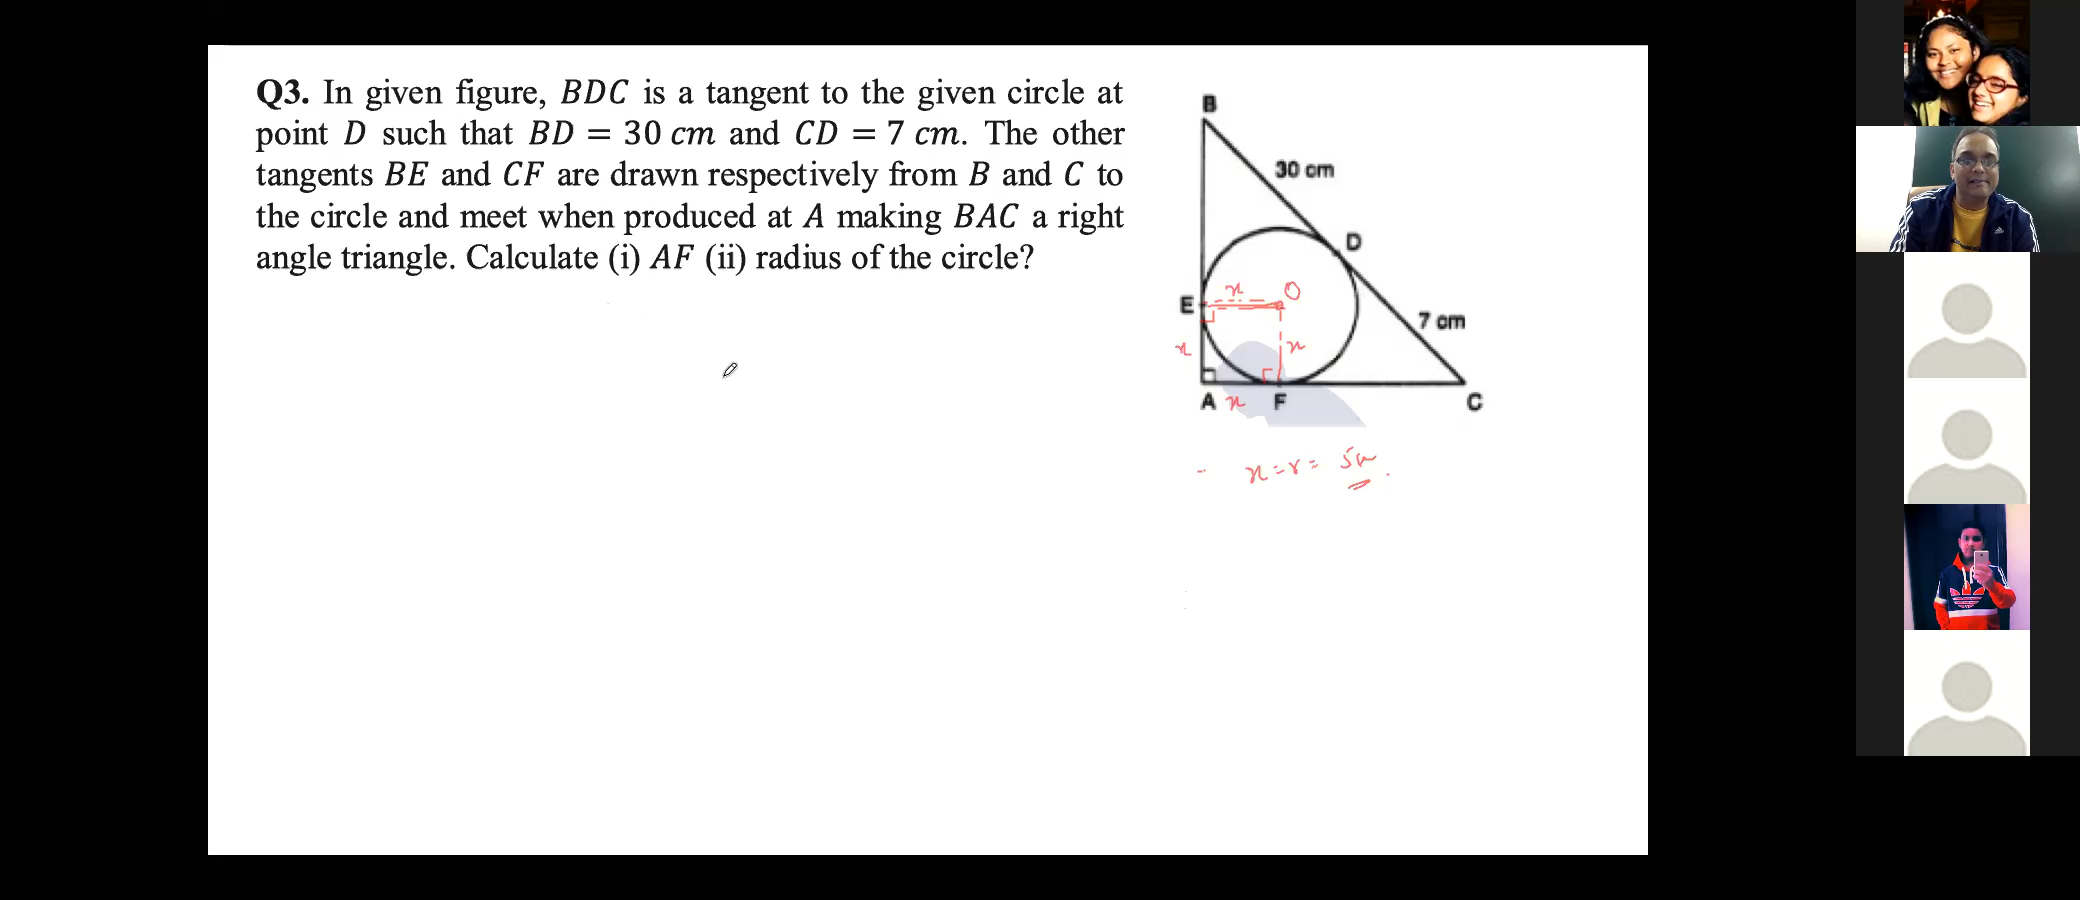 Q3. In given figure, BDC is a tangent to the given circle at
point D such that BD = 30 cm and CD = 7 cm. The other
tangents BE and CF are drawn respectively from B and C to
the circle and meet when produced at A making BAC a right
angle triangle. Calculate (i) AF (ii) radius of the circle?
B
30 cm
D
x O
E
7 cm
x x
A x F C
x = r = 5cm